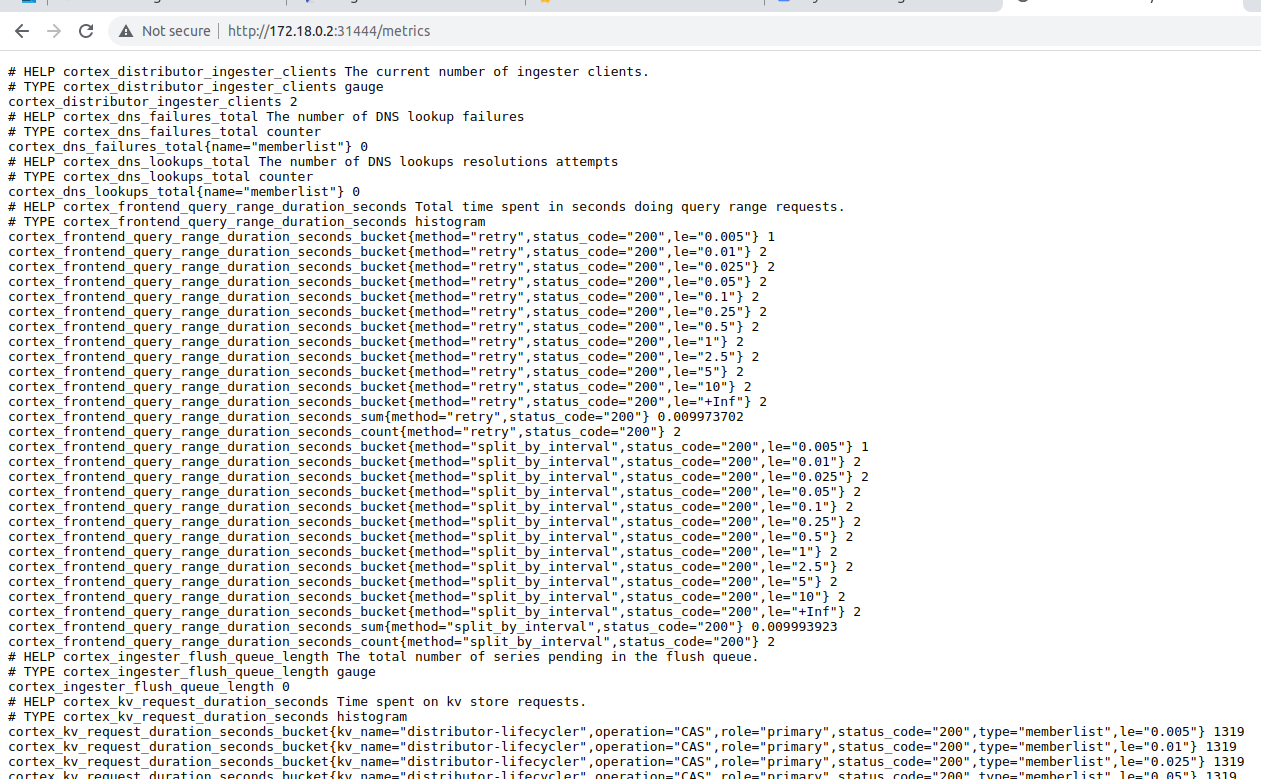 Not secure
http://172.18.0.2:31444/metrics
# HELP cortex_distributor_ingester_clients The current number of ingester clients.
# TYPE cortex_distributor_ingester_clients gauge
cortex_distributor_ingester_clients 2
# HELP cortex_dns_failures_total The number of DNS lookup failures
# TYPE cortex_dns_failures_total counter
cortex_dns_failures_total{name="memberlist"} 0
# HELP cortex_dns_lookups_total The number of DNS lookups resolutions attempts
# TYPE cortex_dns_lookups_total counter
cortex_dns_lookups_total{name="memberlist"} 0
# HELP cortex_frontend_query_range_duration_seconds Total time spent in seconds doing query range requests.
# TYPE cortex_frontend_query_range_duration_seconds histogram
cortex_frontend_query_range_duration_seconds_bucket{method="retry",status_code="200",le="0.005"} 1
cortex_frontend_query_range_duration_seconds_bucket{method="retry",status_code="200",le="0.01"} 2
cortex_frontend_query_range_duration_seconds_bucket{method="retry",status_code="200",le="0.025"} 2
cortex_frontend_query_range_duration_seconds_bucket{method="retry",status_code="200",le="0.05"} 2
cortex_frontend_query_range_duration_seconds_bucket{method="retry",status_code="200",le="0.1"} 2
cortex_frontend_query_range_duration_seconds_bucket{method="retry",status_code="200",le="0.25"} 2
cortex_frontend_query_range_duration_seconds_bucket{method="retry",status_code="200",le="0.5"} 2
cortex_frontend_query_range_duration_seconds_bucket{method="retry",status_code="200",le="1"} 2
cortex_frontend_query_range_duration_seconds_bucket{method="retry",status_code="200",le="2.5"} 2
cortex_frontend_query_range_duration_seconds_bucket{method="retry",status_code="200",le="5"} 2
cortex_frontend_query_range_duration_seconds_bucket{method="retry",status_code="200",le="10"} 2
cortex_frontend_query_range_duration_seconds_bucket{method="retry",status_code="200",le="+Inf"} 2
cortex_frontend_query_range_duration_seconds_sum{method="retry",status_code="200"} 0.009973702
cortex_frontend_query_range_duration_seconds_count{method="retry",status_code="200"} 2
cortex_frontend_query_range_duration_seconds_bucket{method="split_by_interval",status_code="200",le="0.005"} 1
cortex_frontend_query_range_duration_seconds_bucket{method="split_by_interval",status_code="200",le="0.01"} 2
cortex_frontend_query_range_duration_seconds_bucket{method="split_by_interval",status_code="200",le="0.025"} 2
cortex_frontend_query_range_duration_seconds_bucket{method="split_by_interval",status_code="200",le="0.05"} 2
cortex_frontend_query_range_duration_seconds_bucket{method="split_by_interval",status_code="200",le="0.1"} 2
cortex_frontend_query_range_duration_seconds_bucket{method="split_by_interval",status_code="200",le="0.25"} 2
cortex_frontend_query_range_duration_seconds_bucket{method="split_by_interval",status_code="200",le="0.5"} 2
cortex_frontend_query_range_duration_seconds_bucket{method="split_by_interval",status_code="200",le="1"} 2
cortex_frontend_query_range_duration_seconds_bucket{method="split_by_interval",status_code="200",le="2.5"} 2
cortex_frontend_query_range_duration_seconds_bucket{method="split_by_interval",status_code="200",le="5"} 2
cortex_frontend_query_range_duration_seconds_bucket{method="split_by_interval",status_code="200",le="10"} 2
cortex_frontend_query_range_duration_seconds_bucket{method="split_by_interval",status_code="200",le="+Inf"} 2
cortex_frontend_query_range_duration_seconds_sum{method="split_by_interval",status_code="200"} 0.009993923
cortex_frontend_query_range_duration_seconds_count{method="split_by_interval",status_code="200"} 2
# HELP cortex_ingester_flush_queue_length The total number of series pending in the flush queue.
# TYPE cortex_ingester_flush_queue_length gauge
cortex_ingester_flush_queue_length 0
# HELP cortex_kv_request_duration_seconds Time spent on kv store requests.
# TYPE cortex_kv_request_duration_seconds histogram
cortex_kv_request_duration_seconds_bucket{kv_name="distributor-lifecycler",operation="CAS",role="primary",status_code="200",type="memberlist",le="0.005"} 1319
cortex_kv_request_duration_seconds_bucket{kv_name="distributor-lifecycler",operation="CAS",role="primary",status_code="200",type="memberlist",le="0.01"} 1319
cortex_kv_request_duration_seconds_bucket{kv_name="distributor-lifecycler",operation="CAS",role="primary",status_code="200",type="memberlist",le="0.025"} 1319
cortex_kv_request_duration_seconds_bucket{kv_name="distributor-lifecycler",operation="CAS",role="primary",status_code="200",type="memberlist",le="0.05"} 1319